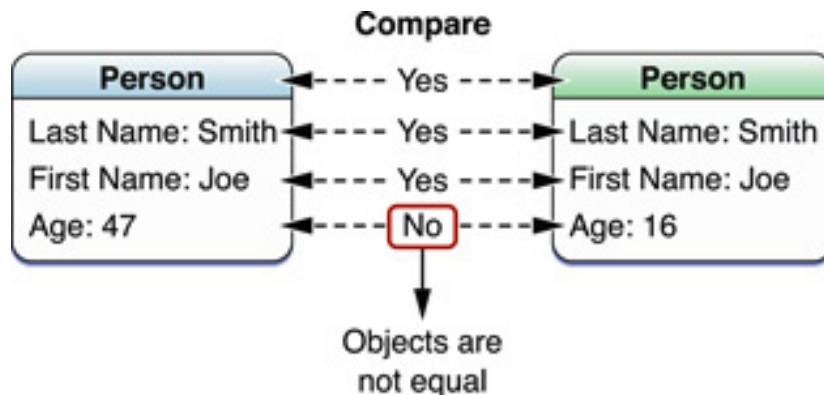 Compare
Person Yes Person
Last Name: Smith Yes Last Name: Smith
First Name: Joe Yes First Name: Joe
Age: 47 No Age: 16
Objects are
not equal